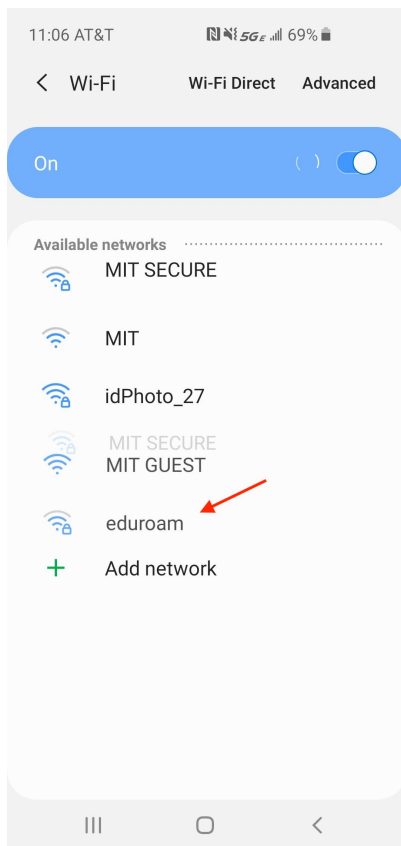 11:06 AT&T 5G E 69%
Wi-Fi Wi-Fi Direct Advanced
On
Available networks
MIT SECURE
MIT
idPhoto_27
MIT SECURE
MIT GUEST
eduroam
Add network